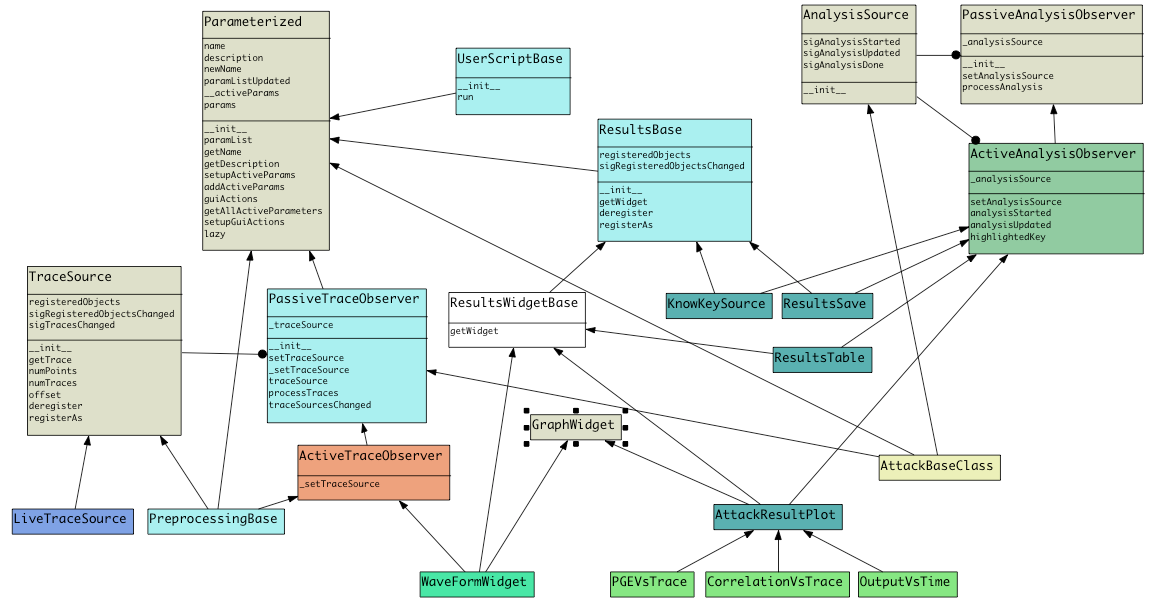 Parameterized
name
description
newName
paramListUpdated
__activeParams
params
__init__
paramList
getName
getDescription
setupActiveParams
addActiveParams
guiActions
getAllActiveParameters
setupGuiActions
lazy
UserScriptBase
__init__
run
AnalysisSource
sigAnalysisStarted
sigAnalysisUpdated
sigAnalysisDone
__init__
PassiveAnalysisObserver
_analysisSource
__init__
setAnalysisSource
processAnalysis
ResultsBase
registeredObjects
sigRegisteredObjectsChanged
__init__
getWidget
deregister
registerAs
ActiveAnalysisObserver
_analysisSource
setAnalysisSource
analysisStarted
analysisUpdated
highlightedKey
TraceSource
registeredObjects
sigRegisteredObjectsChanged
sigTracesChanged
__init__
getTrace
numPoints
numTraces
offset
deregister
registerAs
PassiveTraceObserver
_traceSource
__init__
setTraceSource
_setTraceSource
traceSource
processTraces
traceSourcesChanged
ResultsWidgetBase
getWidget
KnowKeySource
ResultsSave
ResultsTable
GraphWidget
ActiveTraceObserver
_setTraceSource
AttackBaseClass
LiveTraceSource
PreprocessingBase
AttackResultPlot
WaveFormWidget
PGEVsTrace
CorrelationVsTrace
OutputVsTime